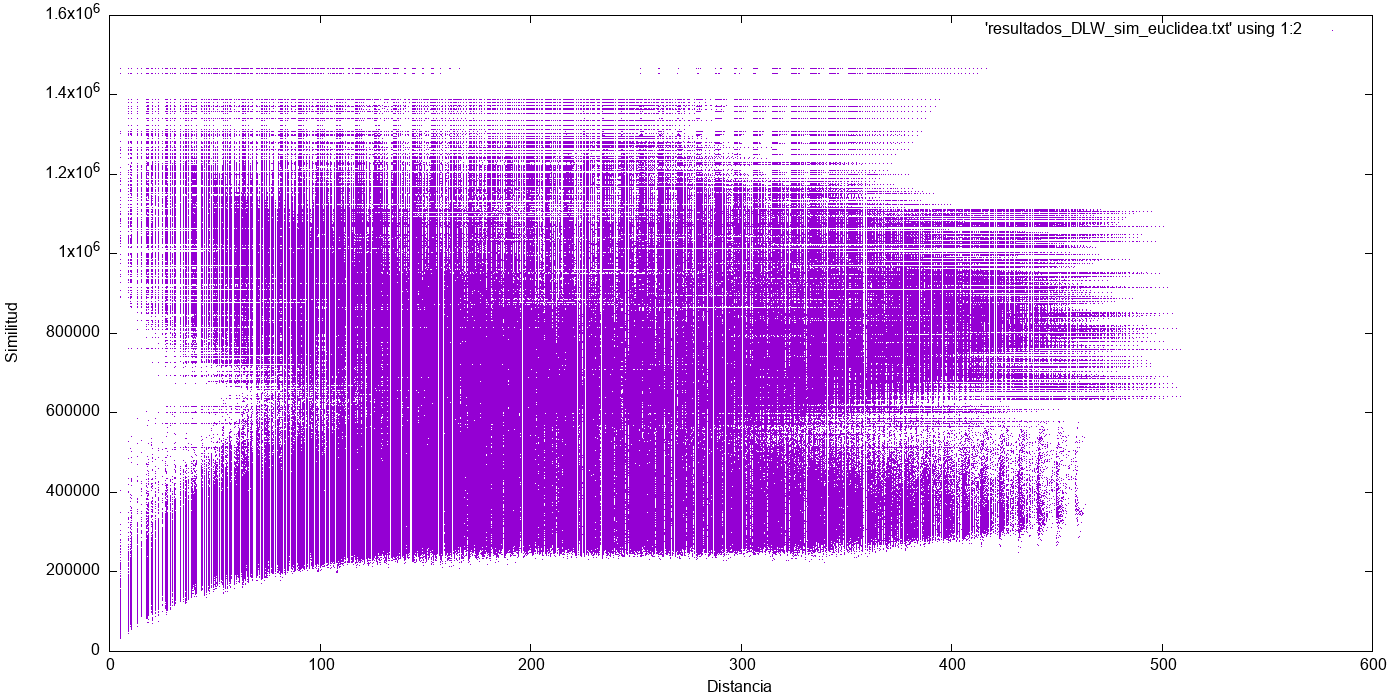 1.6x10^6
'resultados_DLW_sim_euclidea.txt' using 1:2
1.4x10^6
1.2x10^6
1x10^6
800000
600000
400000
200000
0
Similitud
0 100 200 300 400 500 600
Distancia